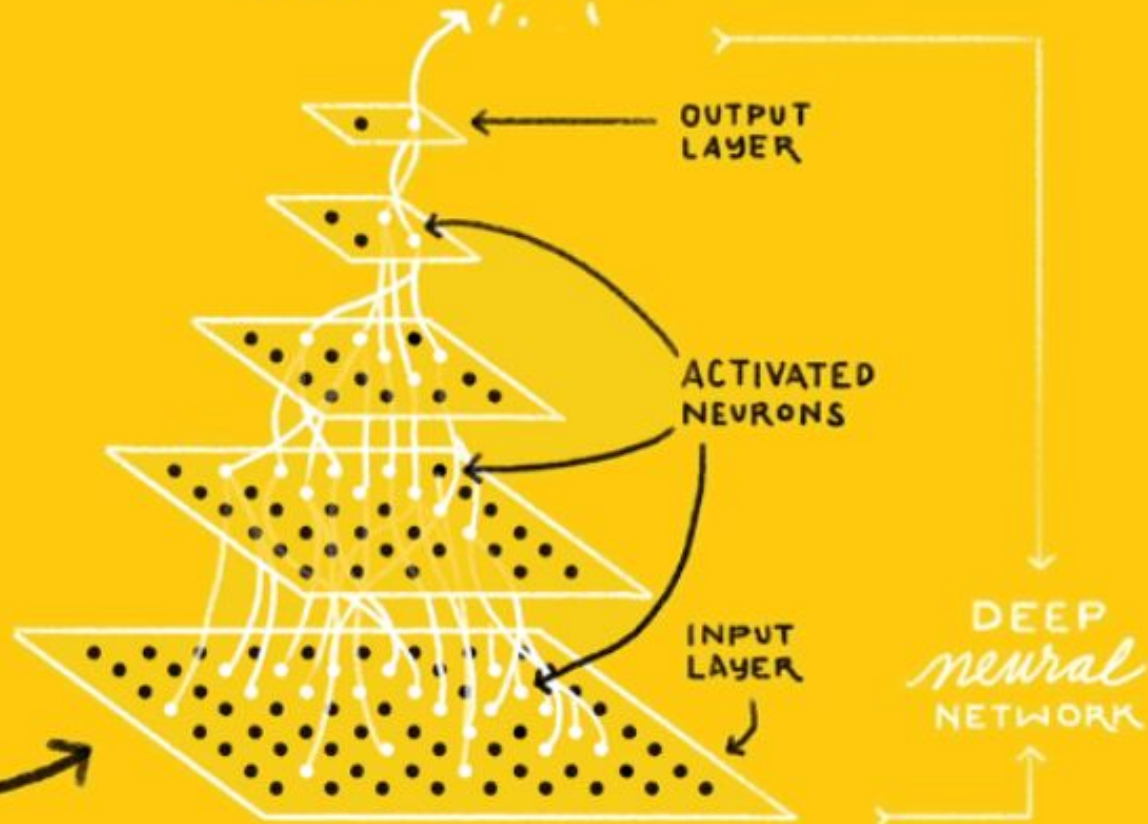 OUTPUT
LAYER
ACTIVATED
NEURONS
INPUT
LAYER
DEEP
neural
NETWORK